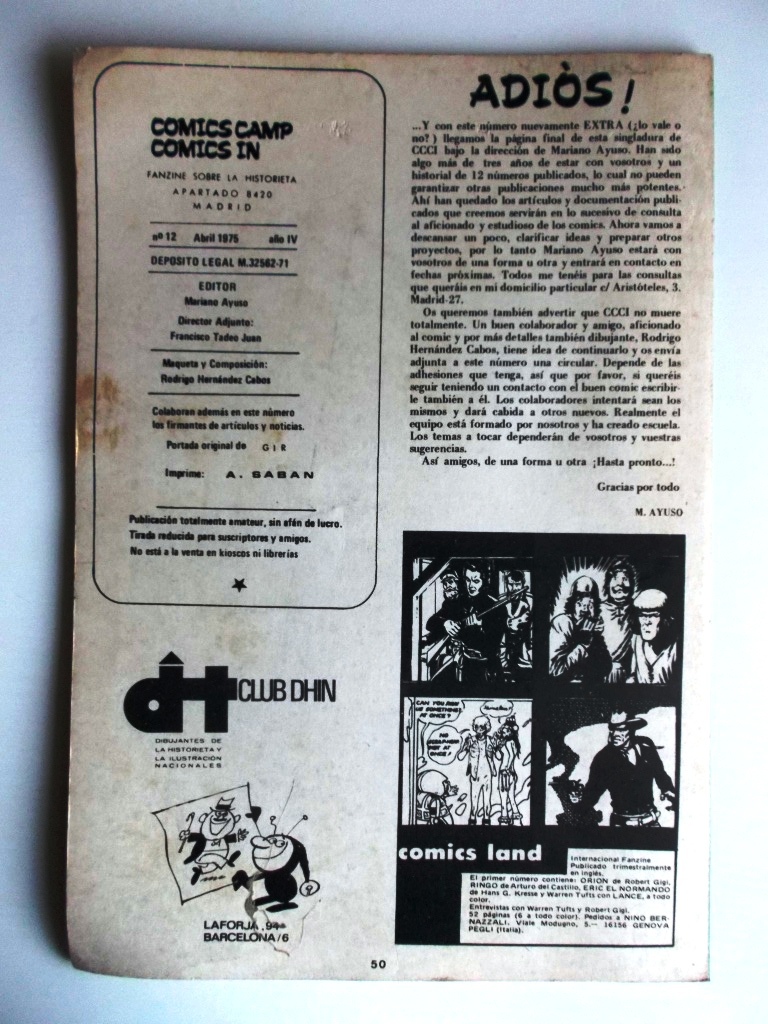 COMICS CAMP
COMICS IN
FANZINE SOBRE LA HISTORIETA
APARTADO 8420
MADRID
nº 12 Abril 1975 año IV
DEPOSITO LEGAL M.32562-71
EDITOR
Mariano Ayuso
Director Adjunto:
Francisco Tadeo Juan
Maqueta y Composición:
Rodrigo Hernández Cabos
Colaboran además en este número
los firmantes de artículos y noticias.
Portada original de GIR
Imprime: A. SABAN
Publicación totalmente amateur, sin afán de lucro.
Tirada reducida para suscriptores y amigos.
No está a la venta en kioscos ni librerías
dH CLUB DHIN
DIBUJANTES DE
LA HISTORIETA Y
LA ILUSTRACION
NACIONALES
LAFORJA, 94
BARCELONA/6
ADIÒS!
...Y con este número nuevamente EXTRA (¿lo vale o
no?) llegamos la página final de esta singladura de
CCCI bajo la dirección de Mariano Ayuso. Han sido
algo más de tres años de estar con vosotros y un
historial de 12 números publicados, lo cual no pueden
garantizar otras publicaciones mucho más potentes.
Ahí han quedado los artículos y documentación publi-
cados que creemos servirán en lo sucesivo de consulta
al aficionado y estudioso de los comics. Ahora vamos a
descansar un poco, clarificar ideas y preparar otros
proyectos, por lo tanto Mariano Ayuso estará con
vosotros de una forma u otra y entrará en contacto en
fechas próximas. Todos me tenéis para las consultas
que queráis en mi domicilio particular c/ Aristóteles, 3.
Madrid-27.
Os queremos también advertir que CCCI no muere
totalmente. Un buen colaborador y amigo, aficionado
al comic y por más detalles también dibujante, Rodrigo
Hernández Cabos, tiene idea de continuarlo y os envía
adjunta a este número una circular. Depende de las
adhesiones que tenga, así que por favor, si queréis
seguir teniendo un contacto con el buen comic escribir-
le también a él. Los colaboradores intentará sean los
mismos y dará cabida a otros nuevos. Realmente el
equipo está formado por nosotros y ha creado escuela.
Los temas a tocar dependerán de vosotros y vuestras
sugerencias.
Así amigos, de una forma u otra ¡Hasta pronto...!
Gracias por todo
M. AYUSO
CAN YOU SIGN
US SOMETHING
AT ONCE?
AT
ONCE!
comics land
Internacional Fanzine
Publicado trimestralmente
en inglés.
El primer número contiene: ORION de Robert Gigi,
RINGO de Arturo del Castillo, ERIC EL NORMANDO
de Hans G. Kresse y Warren Tufts con LANCE, a todo
color.
Entrevistas con Warren Tufts y Robert Gigi.
52 páginas (6 a todo color). Pedidos a NINO BER-
NAZZALI, Viale Modugno, 5.— 16156 GENOVA
PEGLI (Italia).
50